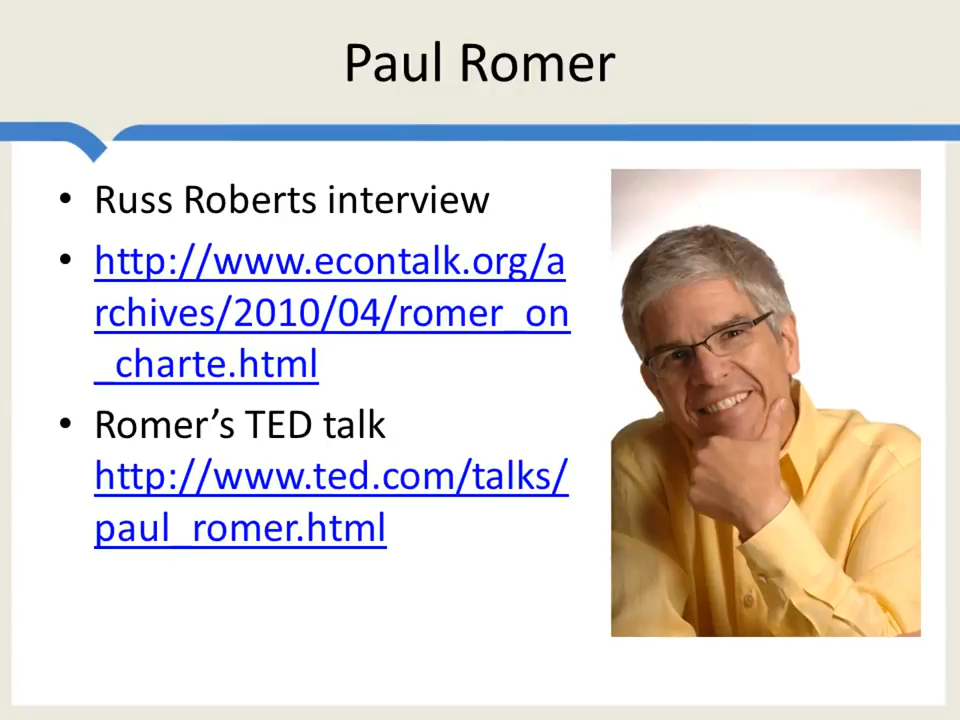 Paul Romer
• Russ Roberts interview
• http://www.econtalk.org/a
rchives/2010/04/romer_on
_charte.html
• Romer’s TED talk
http://www.ted.com/talks/
paul_romer.html